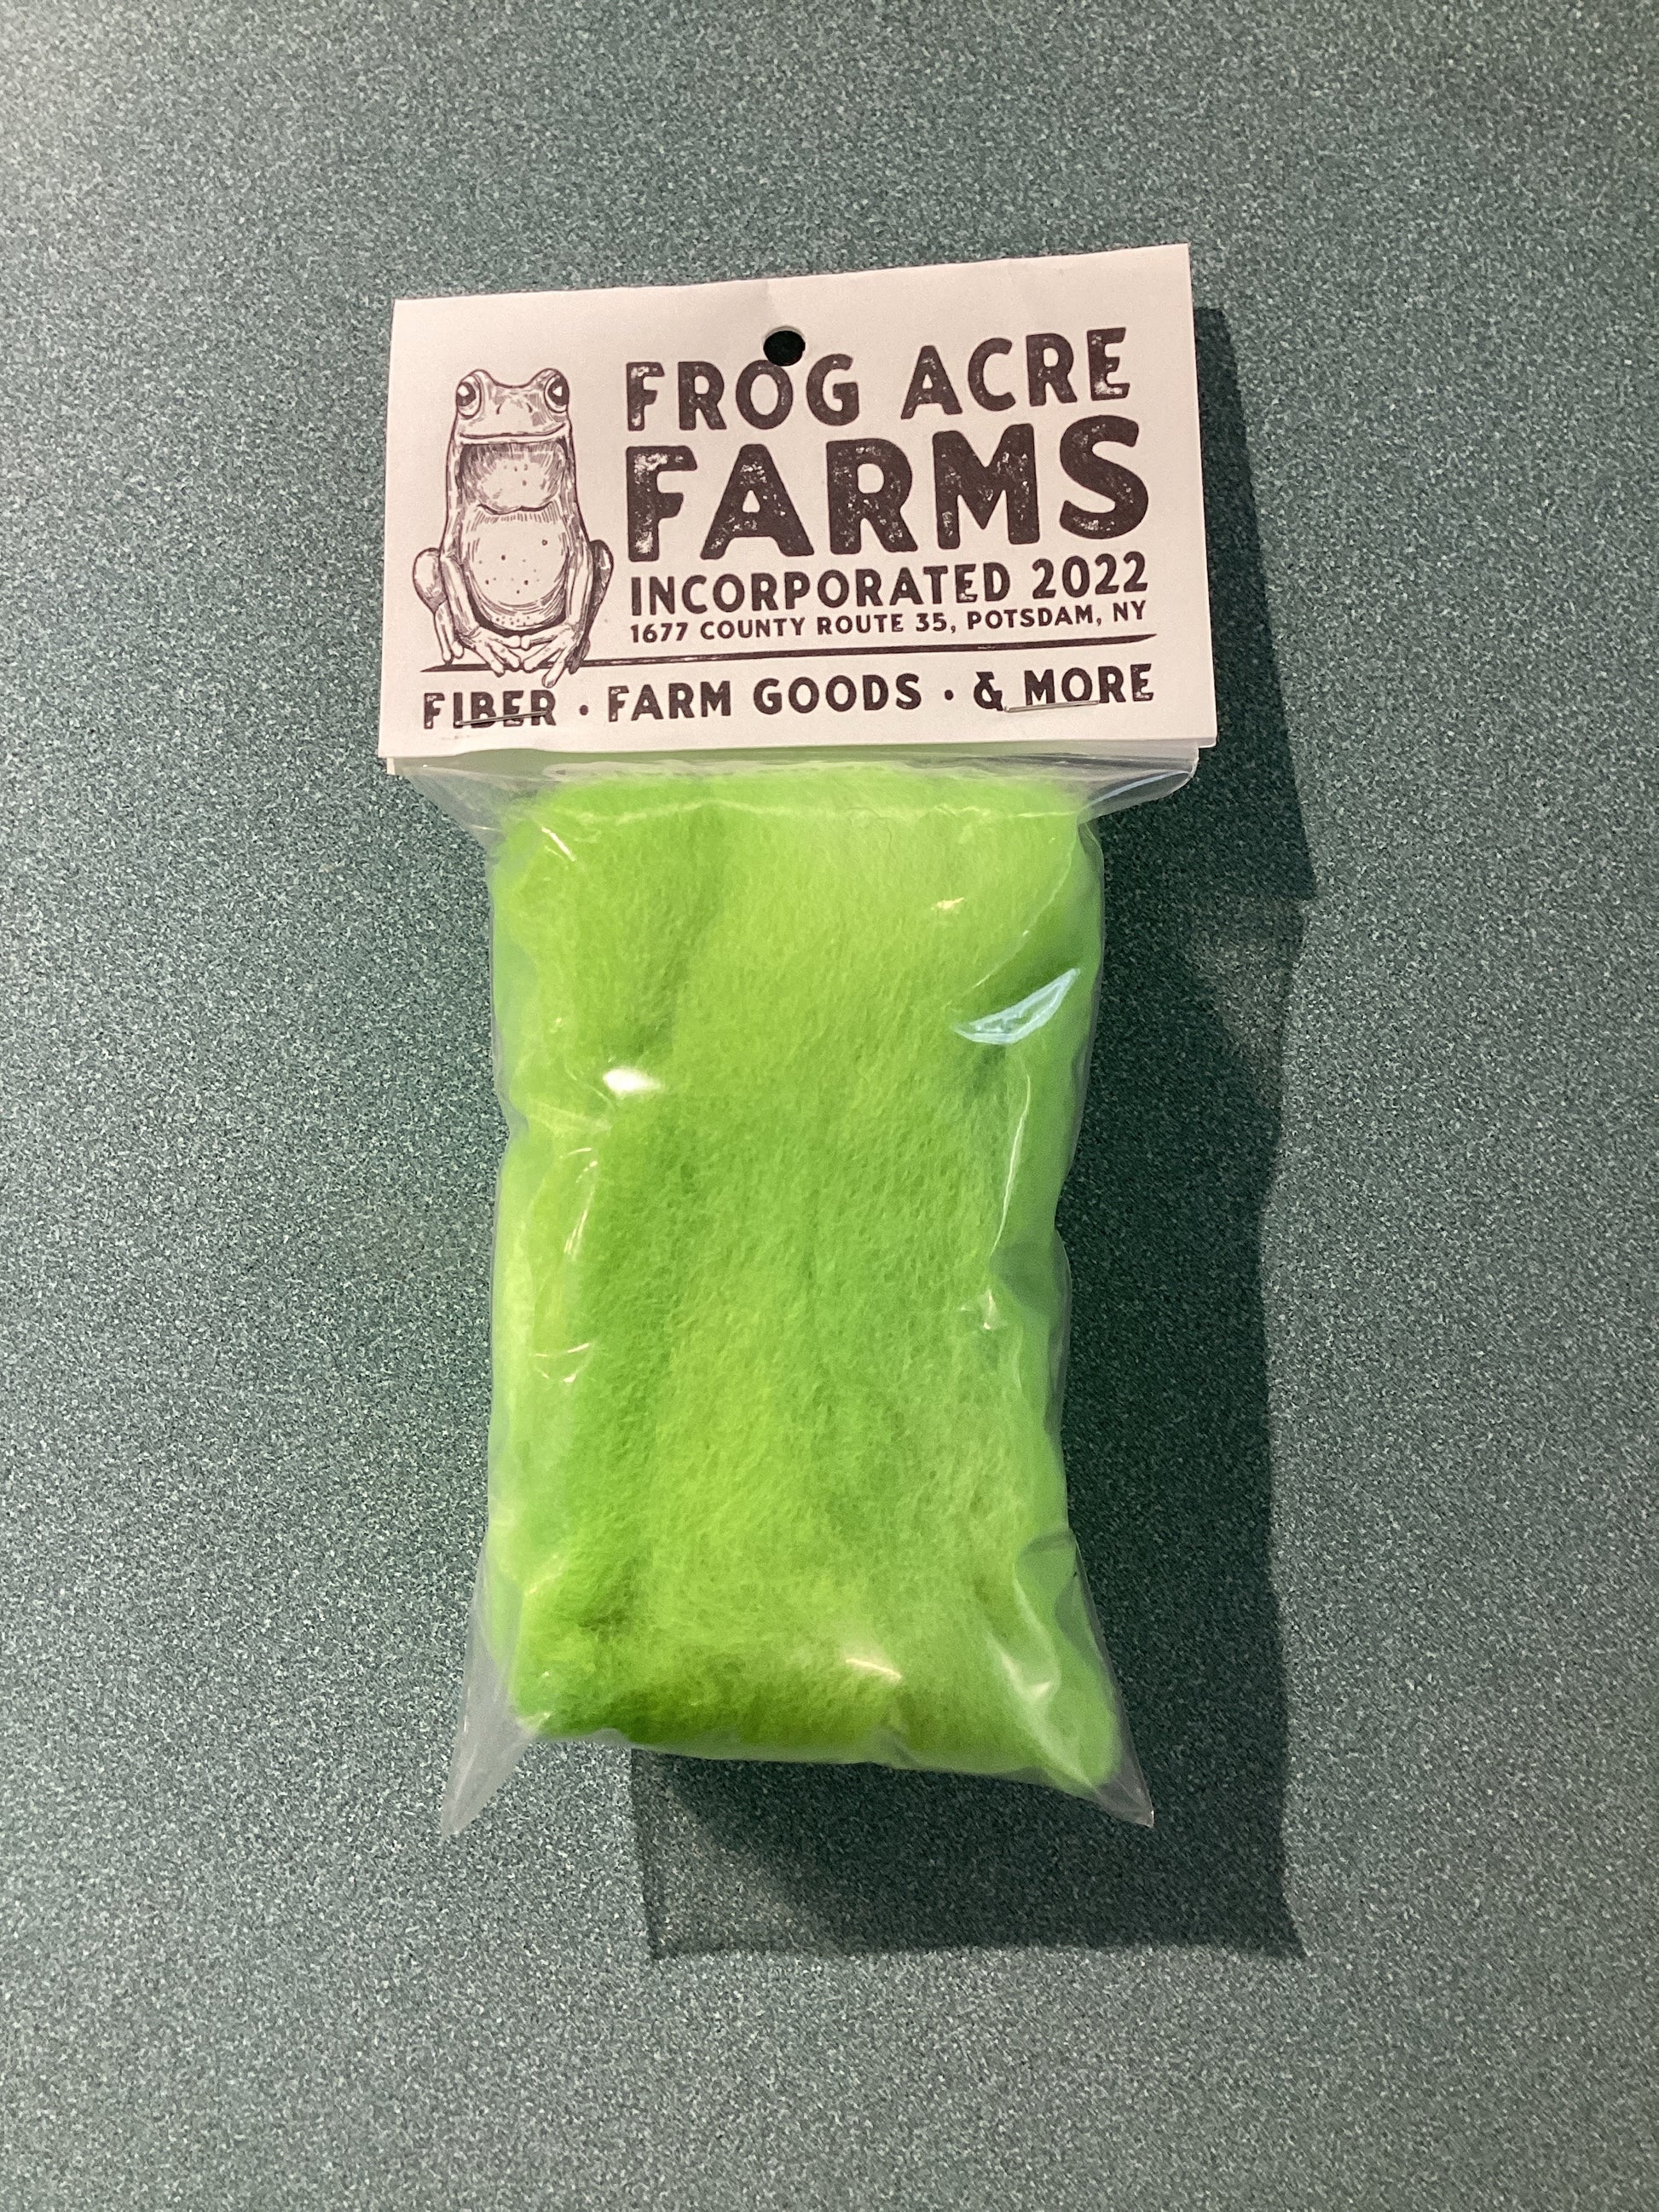 FROG ACRE
FARMS
INCORPORATED 2022
1677 COUNTY ROUTE 35, POTSDAM, NY
FIBER • FARM GOODS • & MORE